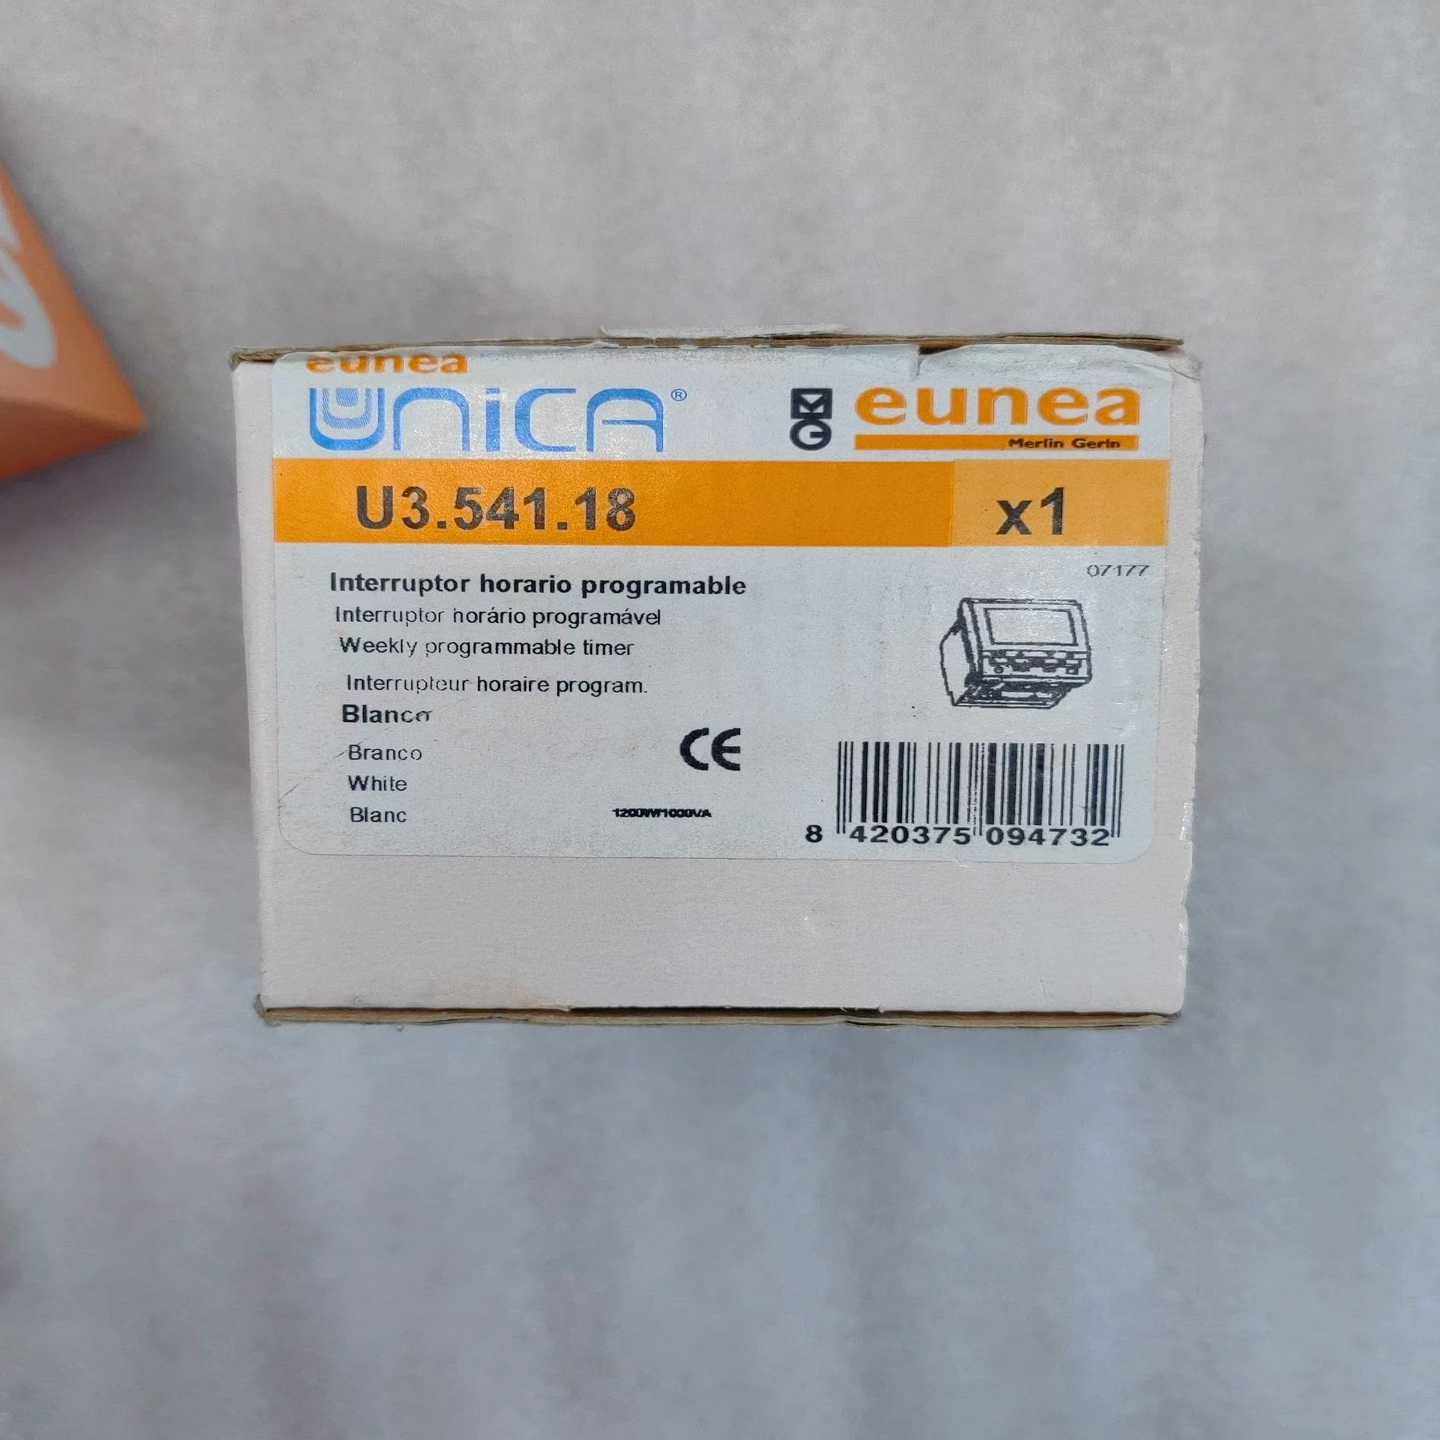 eunea
UNICA®
MG eunea
Merlin Gerin
U3.541.18 x1
07177
Interruptor horario programable
Interruptor horário programável
Weekly programmable timer
Interrupteur horaire program.
Blanco
Branco
White
Blanc
CE
1200W/1000VA
8 420375 094732